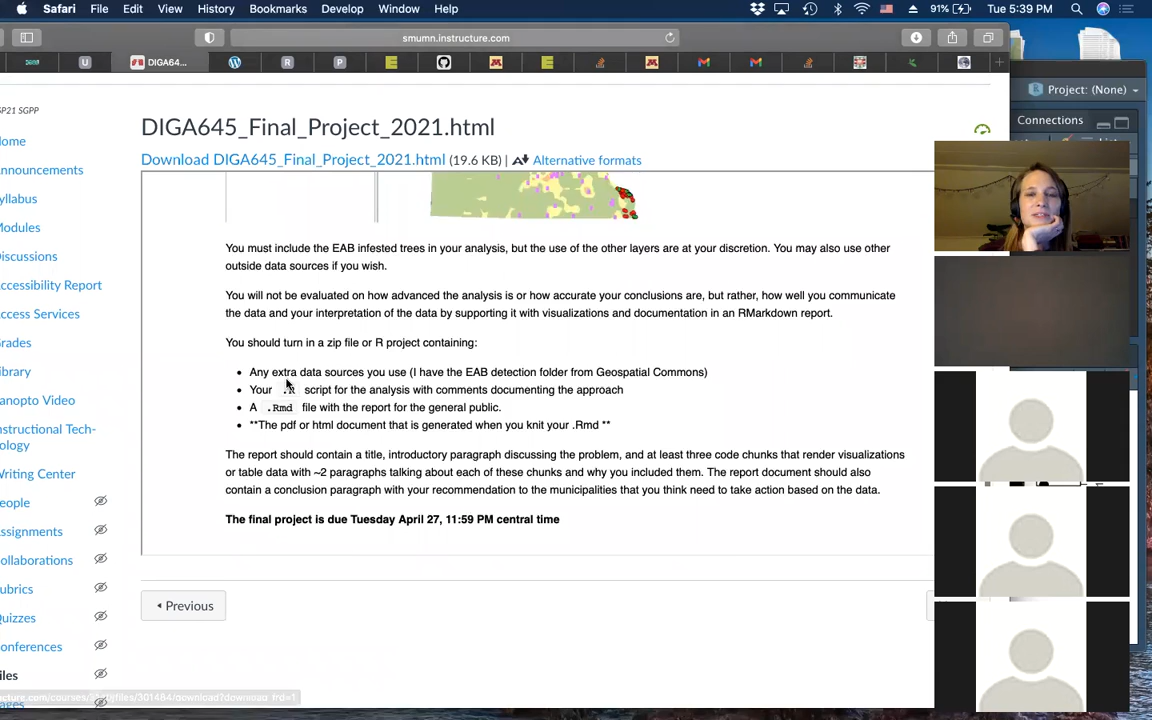 Safari File Edit View History Bookmarks Develop Window Help 91% Tue 5:39 PM
smumn.instructure.com
U DIGA64... R P E M E M
Project: (None)
SP21 SGPP
Connections
DIGA645_Final_Project_2021.html
Home
Download DIGA645_Final_Project_2021.html (19.6 KB) | Alternative formats
nnouncements
yllabus
odules
iscussions
You must include the EAB infested trees in your analysis, but the use of the other layers are at your discretion. You may also use other
outside data sources if you wish.
ccessibility Report
You will not be evaluated on how advanced the analysis is or how accurate your conclusions are, but rather, how well you communicate
the data and your interpretation of the data by supporting it with visualizations and documentation in an RMarkdown report.
ccess Services
rades
You should turn in a zip file or R project containing:
ibrary
• Any extra data sources you use (I have the EAB detection folder from Geospatial Commons)
• Your .R script for the analysis with comments documenting the approach
anopto Video
• A .Rmd file with the report for the general public.
• **The pdf or html document that is generated when you knit your .Rmd **
nstructional Tech-
ology
The report should contain a title, introductory paragraph discussing the problem, and at least three code chunks that render visualizations
or table data with ~2 paragraphs talking about each of these chunks and why you included them. The report document should also
contain a conclusion paragraph with your recommendation to the municipalities that you think need to take action based on the data.
riting Center
eople
The final project is due Tuesday April 27, 11:59 PM central time
ssignments
ollaborations
ubrics
Previous
uizzes
onferences
iles
ages